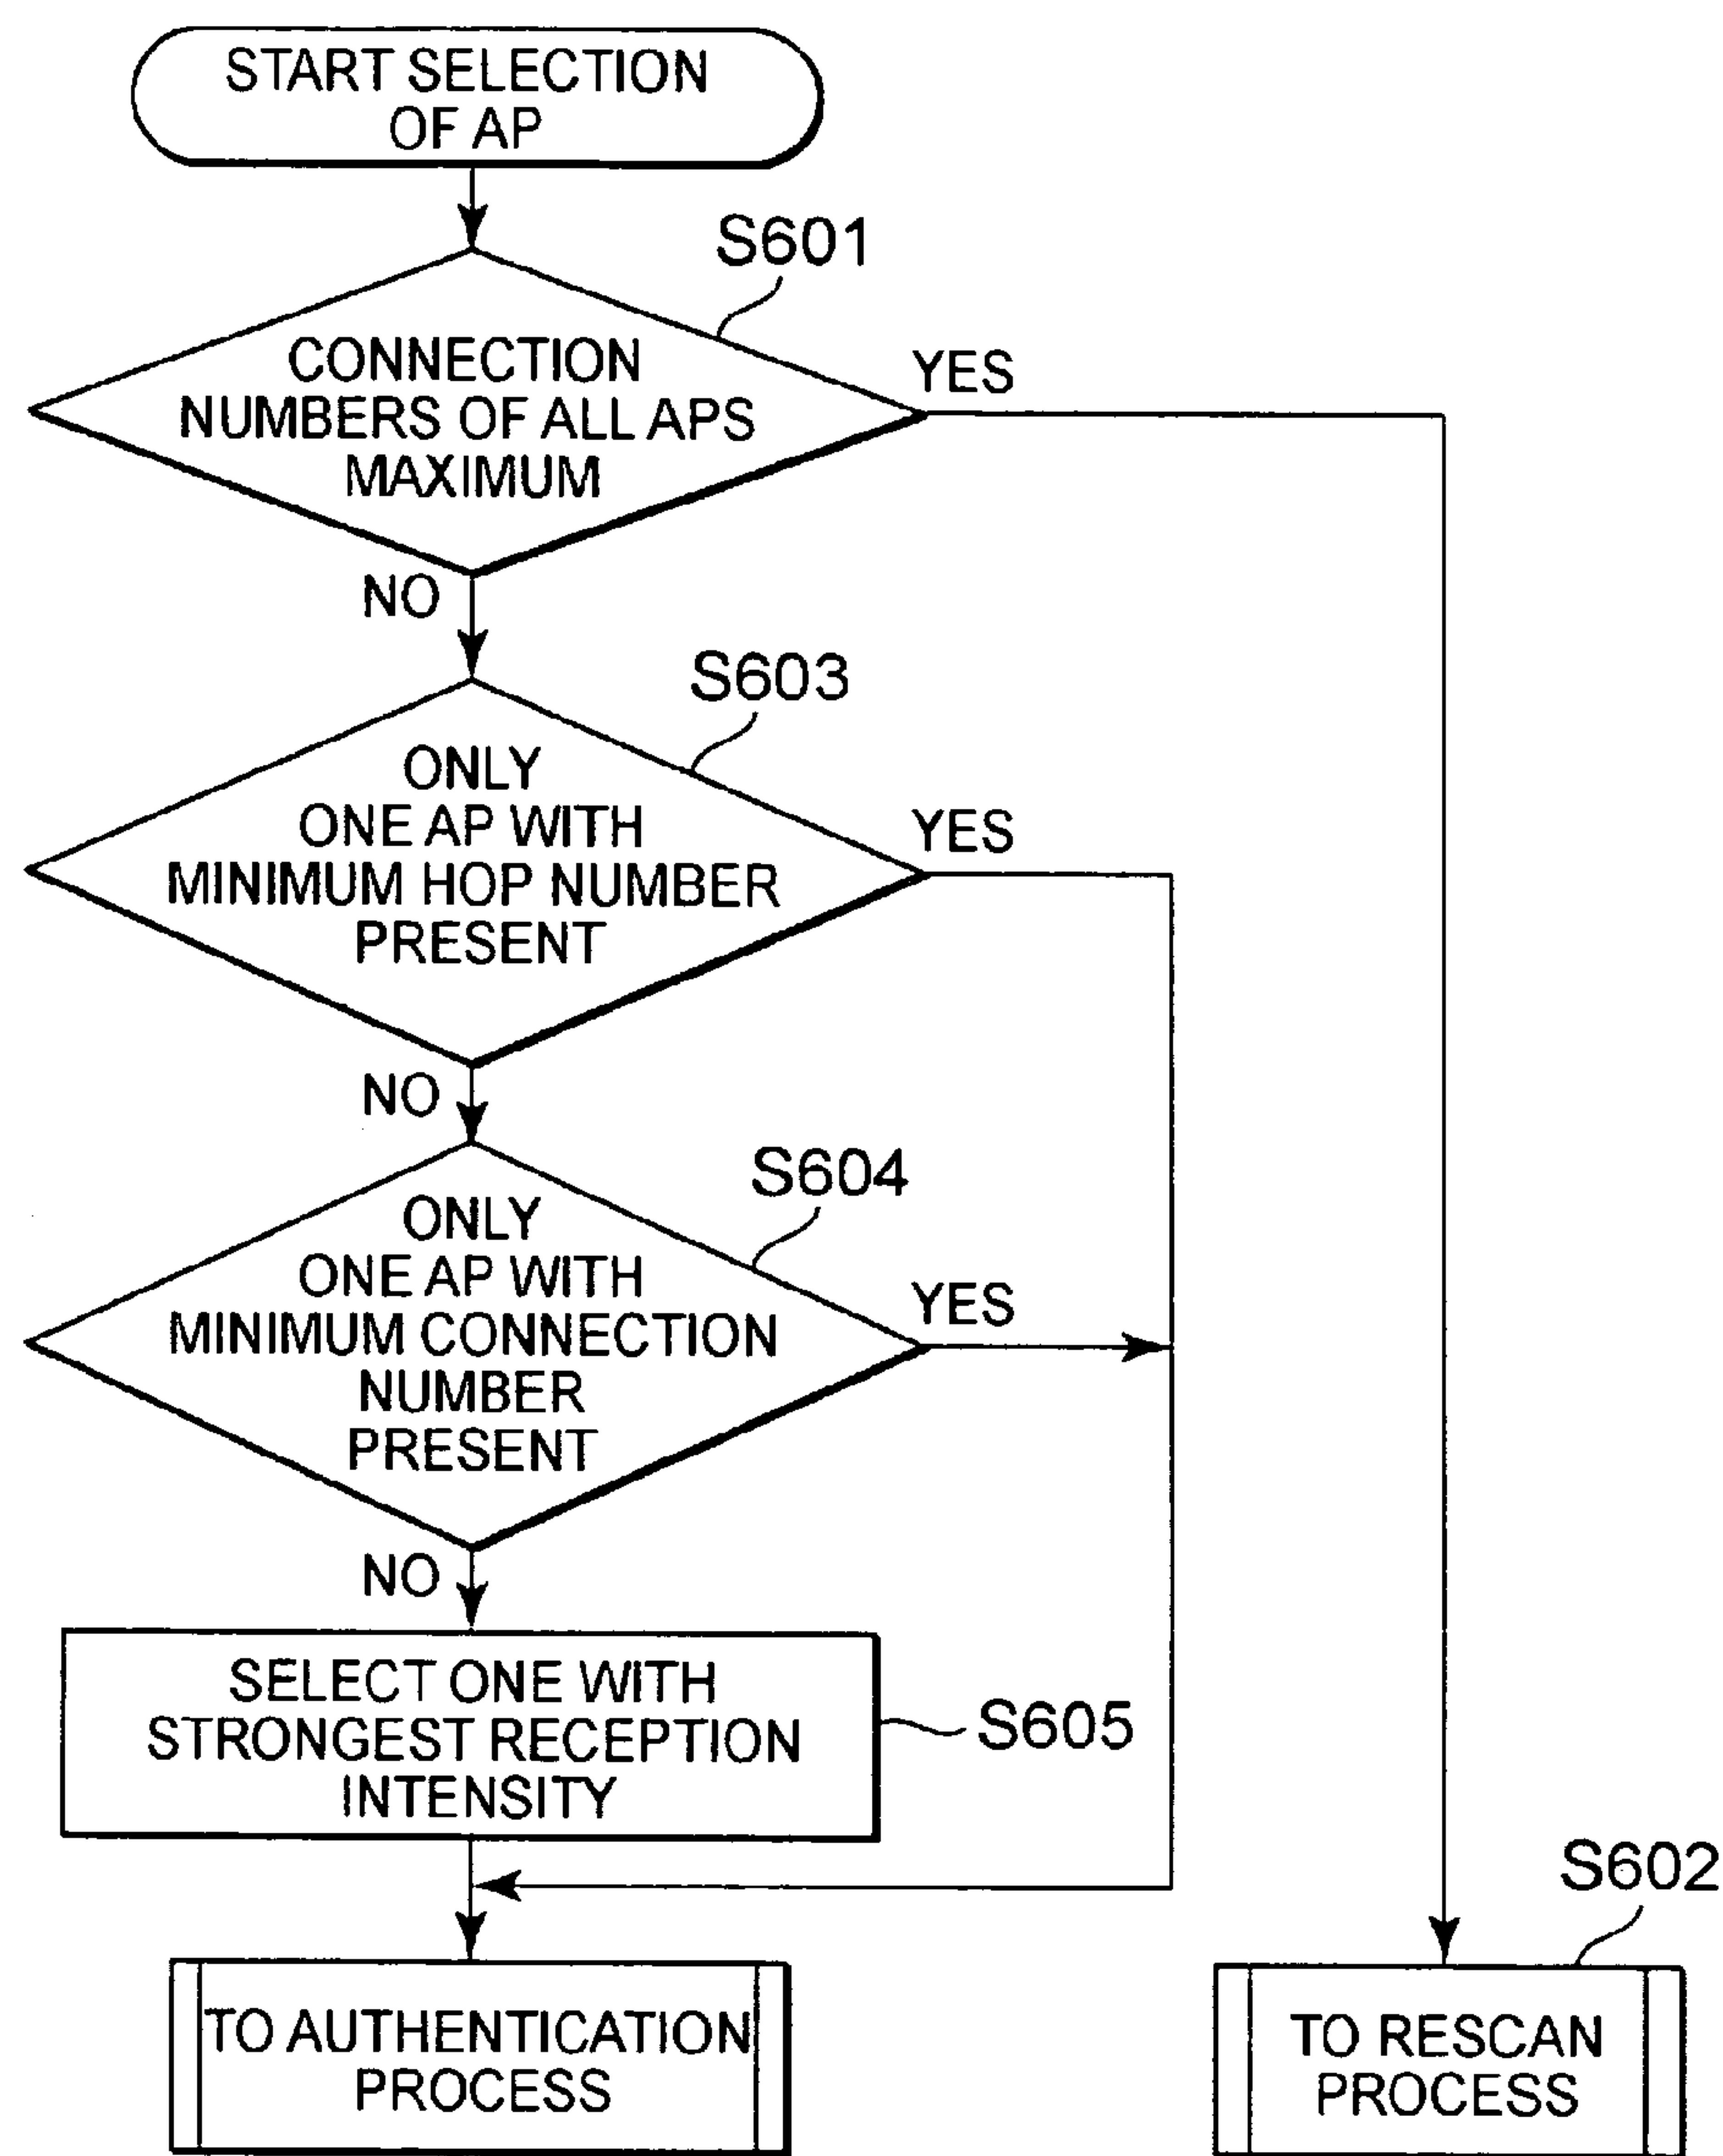 START SELECTION
OF AP
S601
CONNECTION
NUMBERS OF ALL APS
MAXIMUM
YES
NO
S603
ONLY
ONE AP WITH
MINIMUM HOP NUMBER
PRESENT
YES
NO
S604
ONLY
ONE AP WITH
MINIMUM CONNECTION
NUMBER
PRESENT
YES
NO
SELECT ONE WITH
STRONGEST RECEPTION
INTENSITY
S605
S602
TO AUTHENTICATION
PROCESS
TO RESCAN
PROCESS